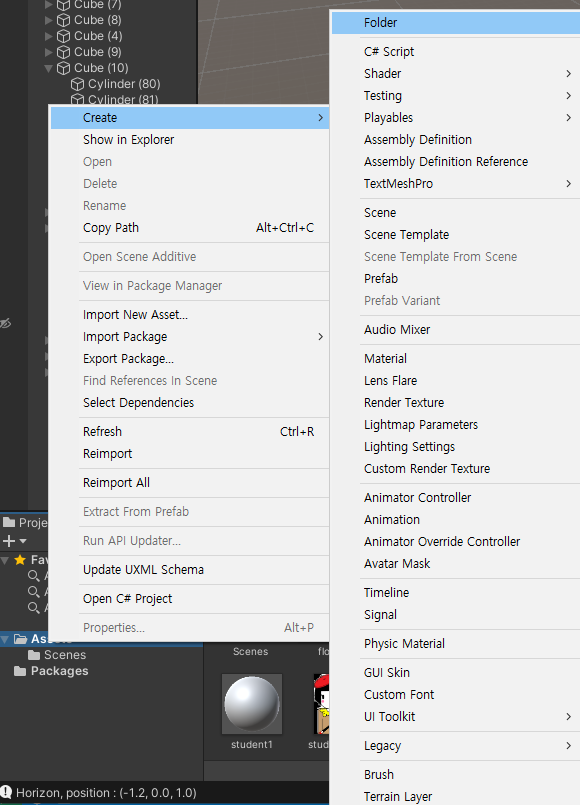 Cube (7)
Cube (8)
Cube (4)
Cube (9)
Cube (10)
Cylinder (80)
Cylinder (81)
Create
Show in Explorer
Open
Delete
Rename
Copy Path Alt+Ctrl+C
Open Scene Additive
View in Package Manager
Import New Asset...
Import Package
Export Package...
Find References In Scene
Select Dependencies
Refresh Ctrl+R
Reimport
Reimport All
Extract From Prefab
Run API Updater...
Update UXML Schema
Open C# Project
Properties... Alt+P
Folder
C# Script
Shader
Testing
Playables
Assembly Definition
Assembly Definition Reference
TextMeshPro
Scene
Scene Template
Scene Template From Scene
Prefab
Prefab Variant
Audio Mixer
Material
Lens Flare
Render Texture
Lightmap Parameters
Lighting Settings
Custom Render Texture
Animator Controller
Animation
Animator Override Controller
Avatar Mask
Timeline
Signal
Physic Material
GUI Skin
Custom Font
UI Toolkit
Legacy
Brush
Terrain Layer
Proje
Fav
A
A
A
Assets
Scenes
Packages
Scenes
flo
student1
stud
Horizon, position : (-1.2, 0.0, 1.0)